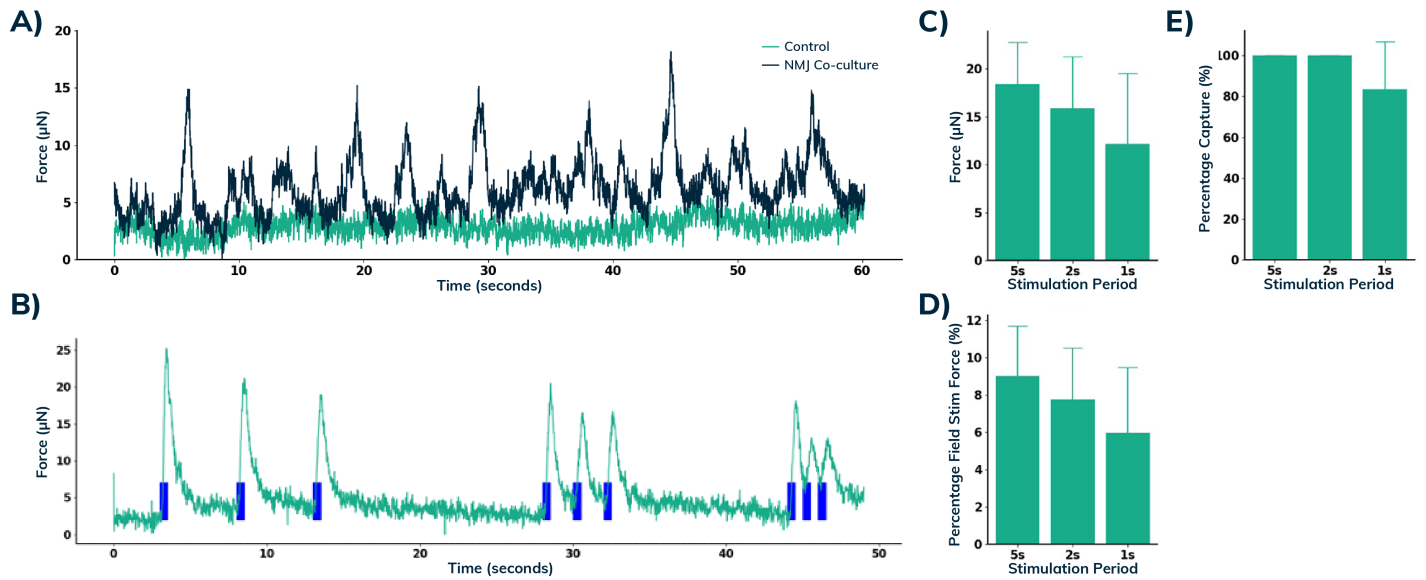 A)
20
15
10
5
0
Force (µN)
Control
NMJ Co-culture
0 10 20 30 40 50 60
Time (seconds)
B)
25
20
15
10
5
0
Force (µN)
0 10 20 30 40 50
Time (seconds)
C)
20
15
10
5
0
Force (µN)
5s 2s 1s
Stimulation Period
D)
12
10
8
6
4
2
0
Percentage Field Stim Force (%)
5s 2s 1s
Stimulation Period
E)
100
80
60
40
20
0
Percentage Capture (%)
5s 2s 1s
Stimulation Period